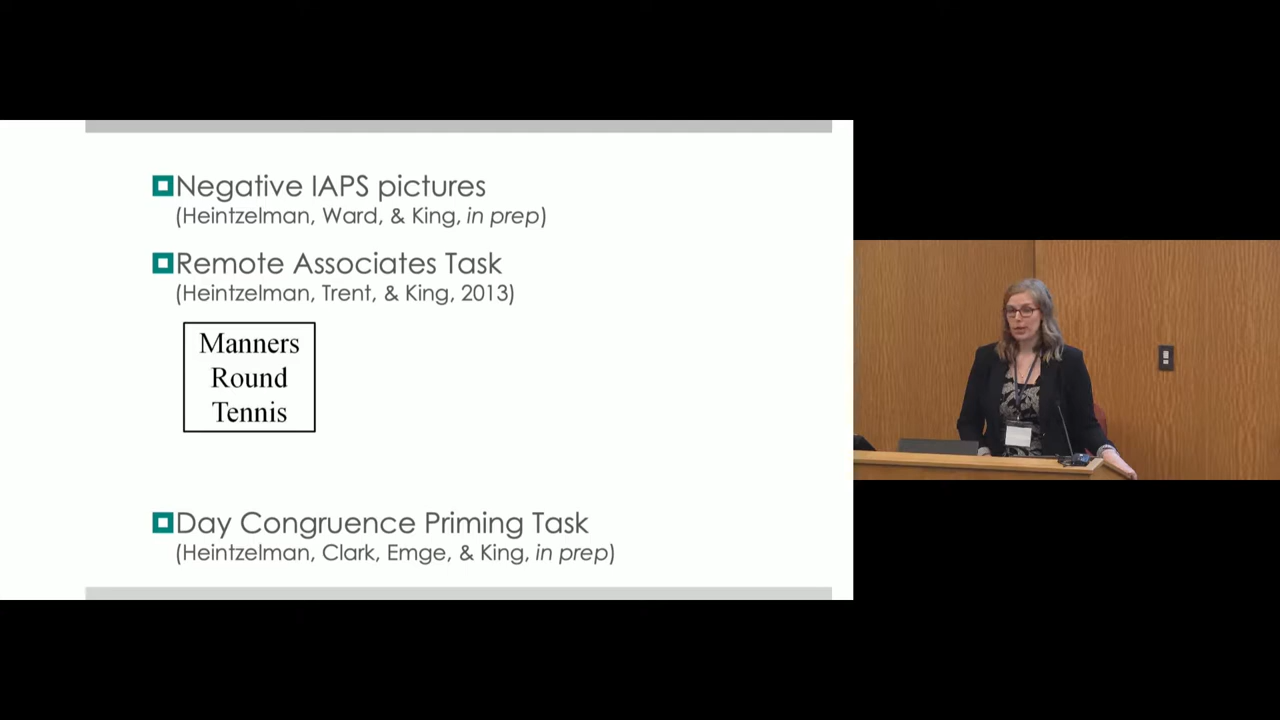 Negative IAPS pictures
(Heintzelman, Ward, & King, in prep)
Remote Associates Task
(Heintzelman, Trent, & King, 2013)
Manners
Round
Tennis
Day Congruence Priming Task
(Heintzelman, Clark, Emge, & King, in prep)